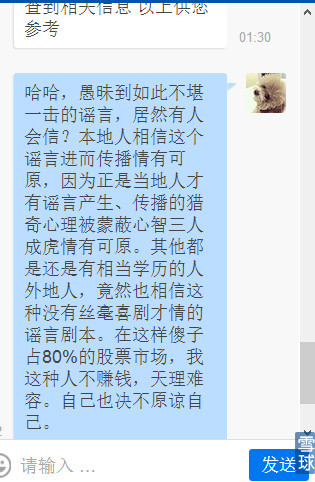 查到相关信息 以上供您
参考
01:30
哈哈，愚昧到如此不堪
一击的谣言，居然有人
会信？本地人相信这个
谣言进而传播情有可
原，因为正是当地人才
有谣言产生、传播的猎
奇心理被蒙蔽心智三人
成虎情有可原。其他都
是还是有相当学历的人
外地人，竟然也相信这
种没有丝毫喜剧才情的
谣言剧本。在这样傻子
占80%的股票市场，我
这种人不赚钱，天理难
容。自己也决不原谅自
己。
请输入 ...
发送
雪球